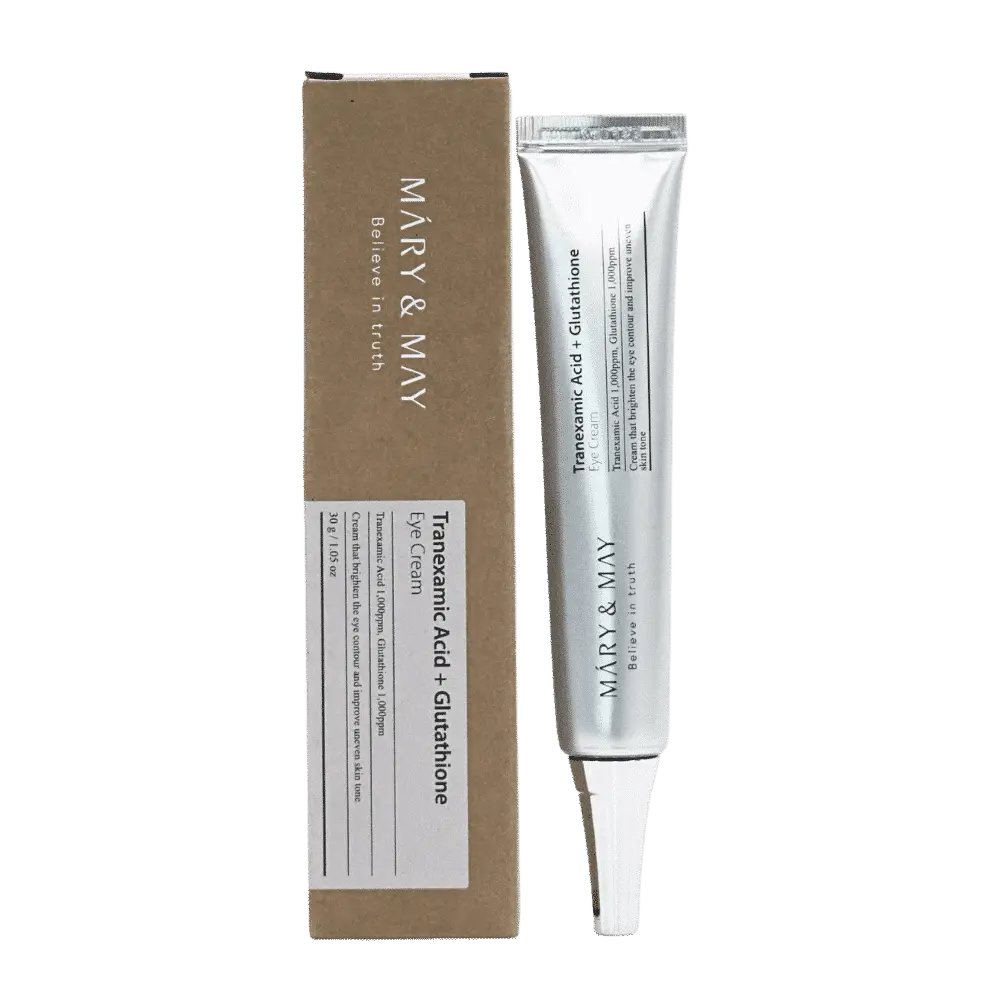 MÁRY & MAY
Believe in truth
Tranexamic Acid + Glutathione
Eye Cream
Tranexamic Acid 1,000ppm, Glutathione 1,000ppm
Cream that brighten the eye contour and improve uneven skin tone
30 g / 1.05 oz
Tranexamic Acid + Glutathione
Eye Cream
Tranexamic Acid 1,000ppm, Glutathione 1,000ppm
Cream that brighten the eye contour and improve uneven
skin tone
MÁRY & MAY
Believe in truth